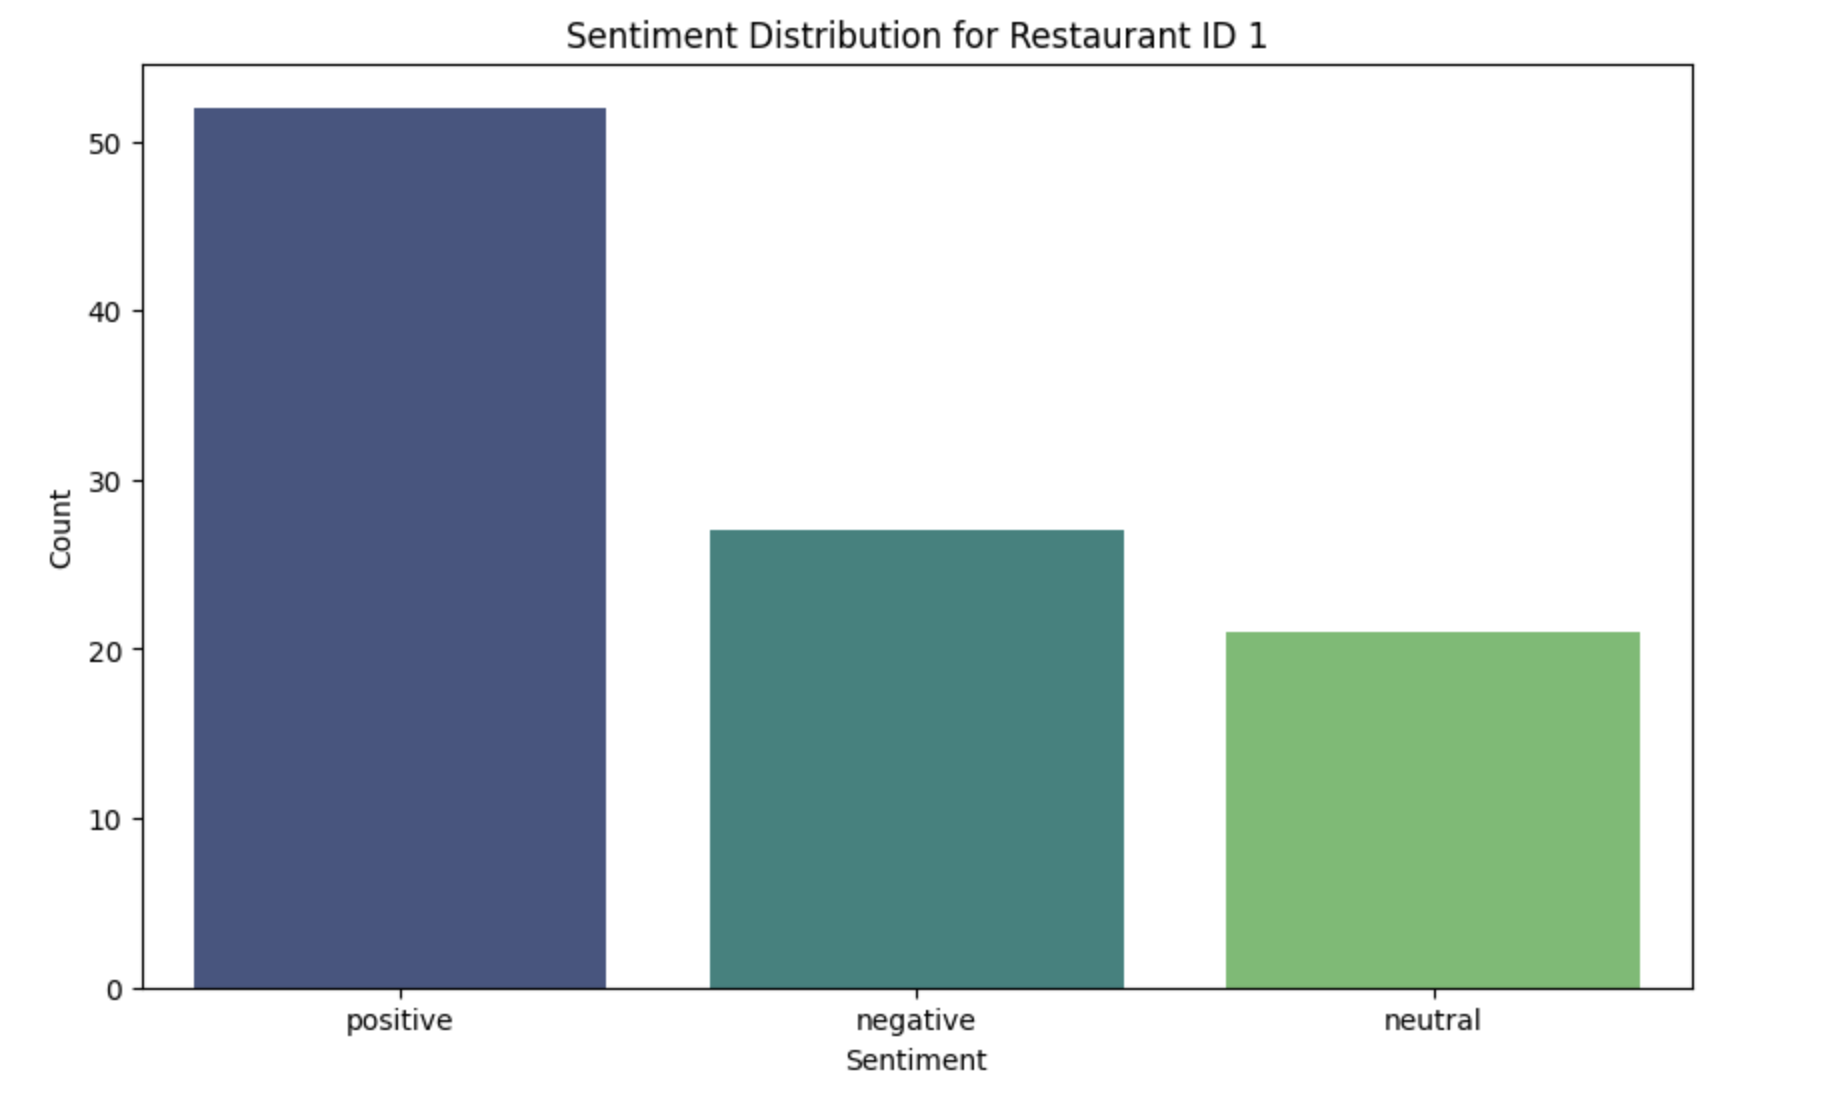 Sentiment Distribution for Restaurant ID 1
50
40
30
20
10
0
Count
positive negative neutral
Sentiment